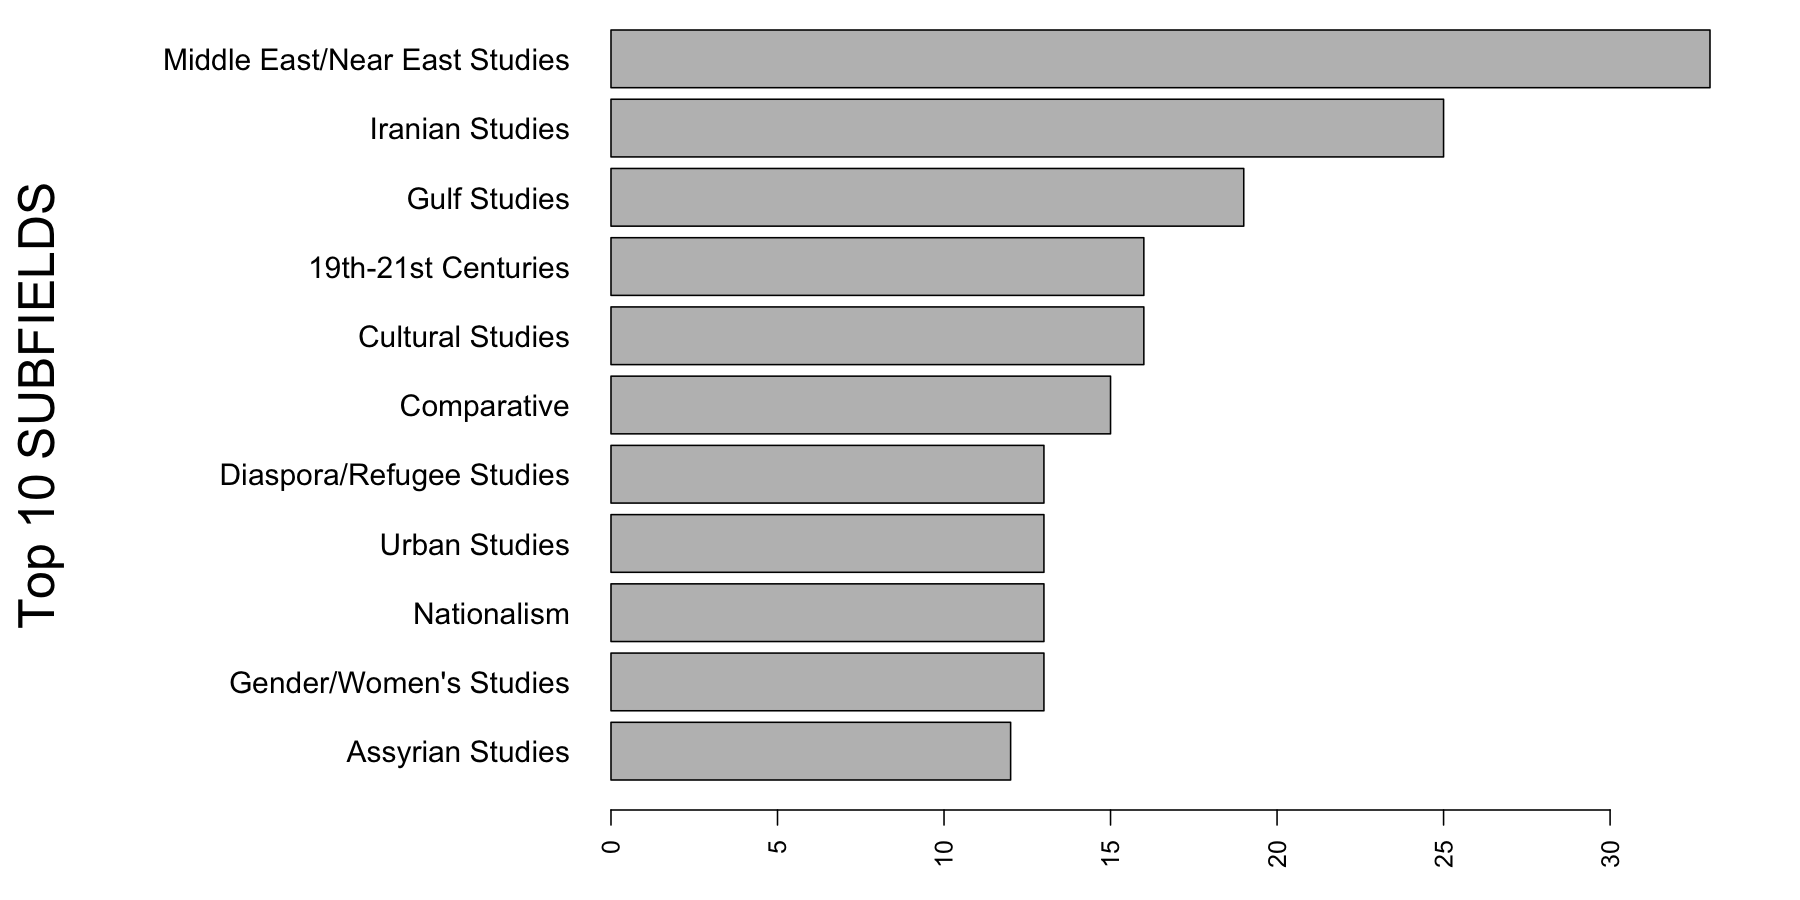 Top 10 SUBFIELDS
Middle East/Near East Studies
Iranian Studies
Gulf Studies
19th-21st Centuries
Cultural Studies
Comparative
Diaspora/Refugee Studies
Urban Studies
Nationalism
Gender/Women's Studies
Assyrian Studies
0 5 10 15 20 25 30